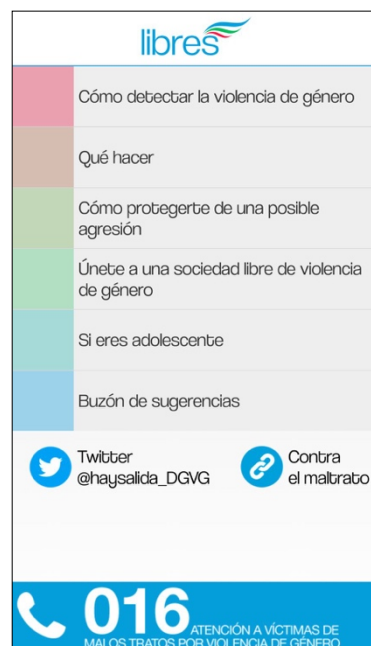 libres
Cómo detectar la violencia de género
Qué hacer
Cómo protegerte de una posible
agresión
Únete a una sociedad libre de violencia
de género
Si eres adolescente
Buzón de sugerencias
Twitter
@haysalida_DGVG
Contra
el maltrato
016 ATENCIÓN A VÍCTIMAS DE
MALOS TRATOS POR VIOLENCIA DE GÉNERO